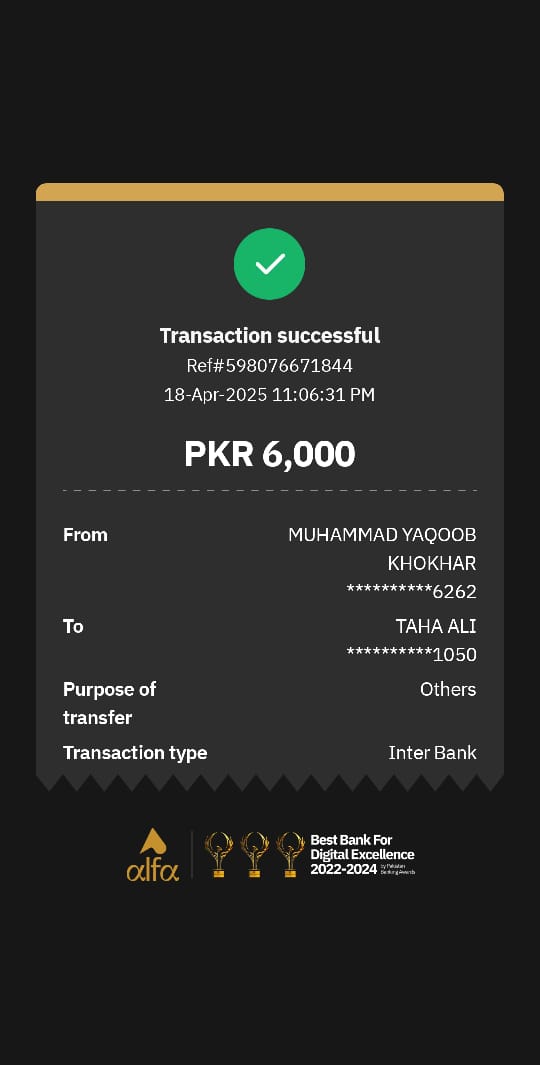 Transaction successful
Ref#598076671844
18-Apr-2025 11:06:31 PM
PKR 6,000
From
MUHAMMAD YAQOOB
KHOKHAR
**********6262
To
TAHA ALI
**********1050
Purpose of
transfer
Others
Transaction type
Inter Bank
alfa
Best Bank For
Digital Excellence
2022-2024
by Pakistan
Banking Awards